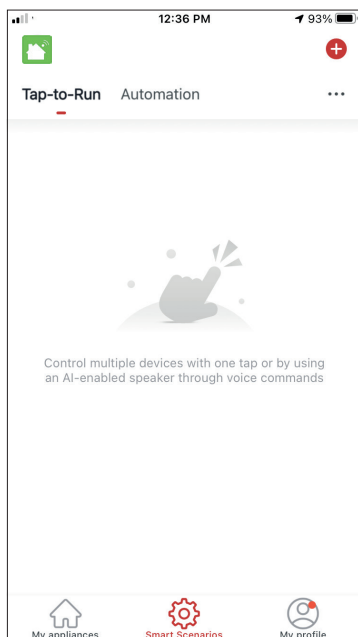 12:36 PM
93%
Tap-to-Run Automation
Control multiple devices with one tap or by using
an AI-enabled speaker through voice commands
My appliances Smart Scenarios My profile